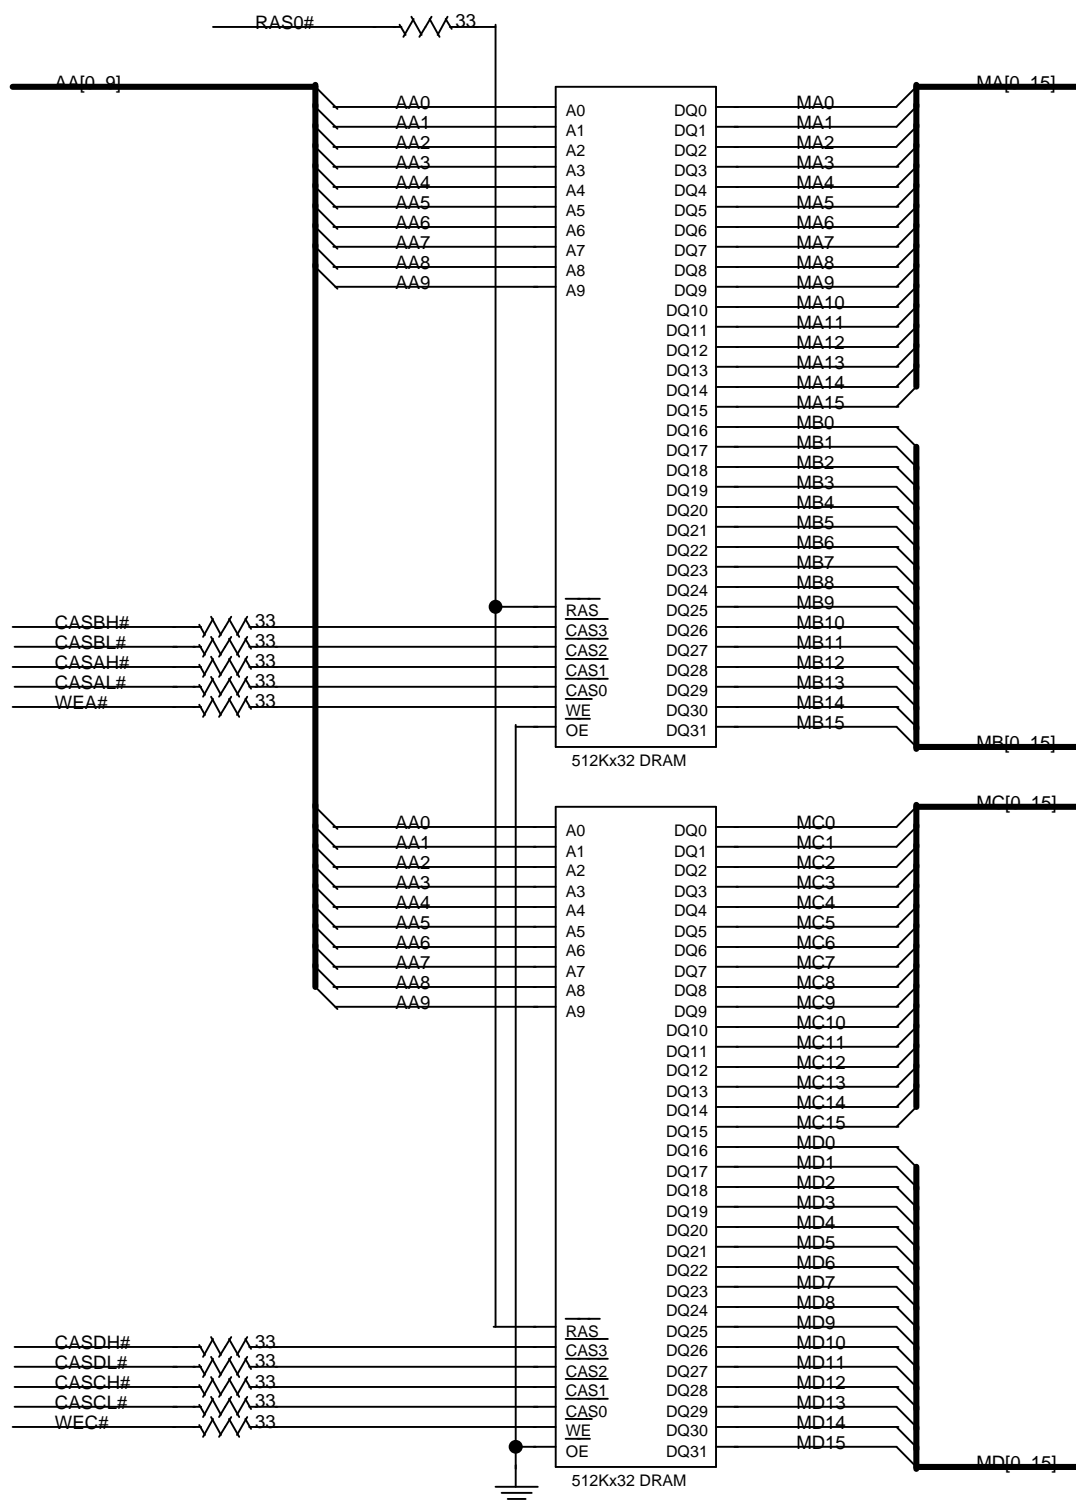 RAS0# 33
AA[0..9] MA[0..15]
AA0 A0 DQ0 MA0
AA1 A1 DQ1 MA1
AA2 A2 DQ2 MA2
AA3 A3 DQ3 MA3
AA4 A4 DQ4 MA4
AA5 A5 DQ5 MA5
AA6 A6 DQ6 MA6
AA7 A7 DQ7 MA7
AA8 A8 DQ8 MA8
AA9 A9 DQ9 MA9
DQ10 MA10
DQ11 MA11
DQ12 MA12
DQ13 MA13
DQ14 MA14
DQ15 MA15
DQ16 MB0
DQ17 MB1
DQ18 MB2
DQ19 MB3
DQ20 MB4
DQ21 MB5
DQ22 MB6
DQ23 MB7
DQ24 MB8
RAS DQ25 MB9
CASBH# 33 CAS3 DQ26 MB10
CASBL# 33 CAS2 DQ27 MB11
CASAH# 33 CAS1 DQ28 MB12
CASAL# 33 CAS0 DQ29 MB13
WEA# 33 WE DQ30 MB14
OE DQ31 MB15
MB[0..15]
512Kx32 DRAM
MC[0..15]
AA0 A0 DQ0 MC0
AA1 A1 DQ1 MC1
AA2 A2 DQ2 MC2
AA3 A3 DQ3 MC3
AA4 A4 DQ4 MC4
AA5 A5 DQ5 MC5
AA6 A6 DQ6 MC6
AA7 A7 DQ7 MC7
AA8 A8 DQ8 MC8
AA9 A9 DQ9 MC9
DQ10 MC10
DQ11 MC11
DQ12 MC12
DQ13 MC13
DQ14 MC14
DQ15 MC15
DQ16 MD0
DQ17 MD1
DQ18 MD2
DQ19 MD3
DQ20 MD4
DQ21 MD5
DQ22 MD6
DQ23 MD7
DQ24 MD8
RAS DQ25 MD9
CASDH# 33 CAS3 DQ26 MD10
CASDL# 33 CAS2 DQ27 MD11
CASCH# 33 CAS1 DQ28 MD12
CASCL# 33 CAS0 DQ29 MD13
WEC# 33 WE DQ30 MD14
OE DQ31 MD15
MD[0..15]
512Kx32 DRAM